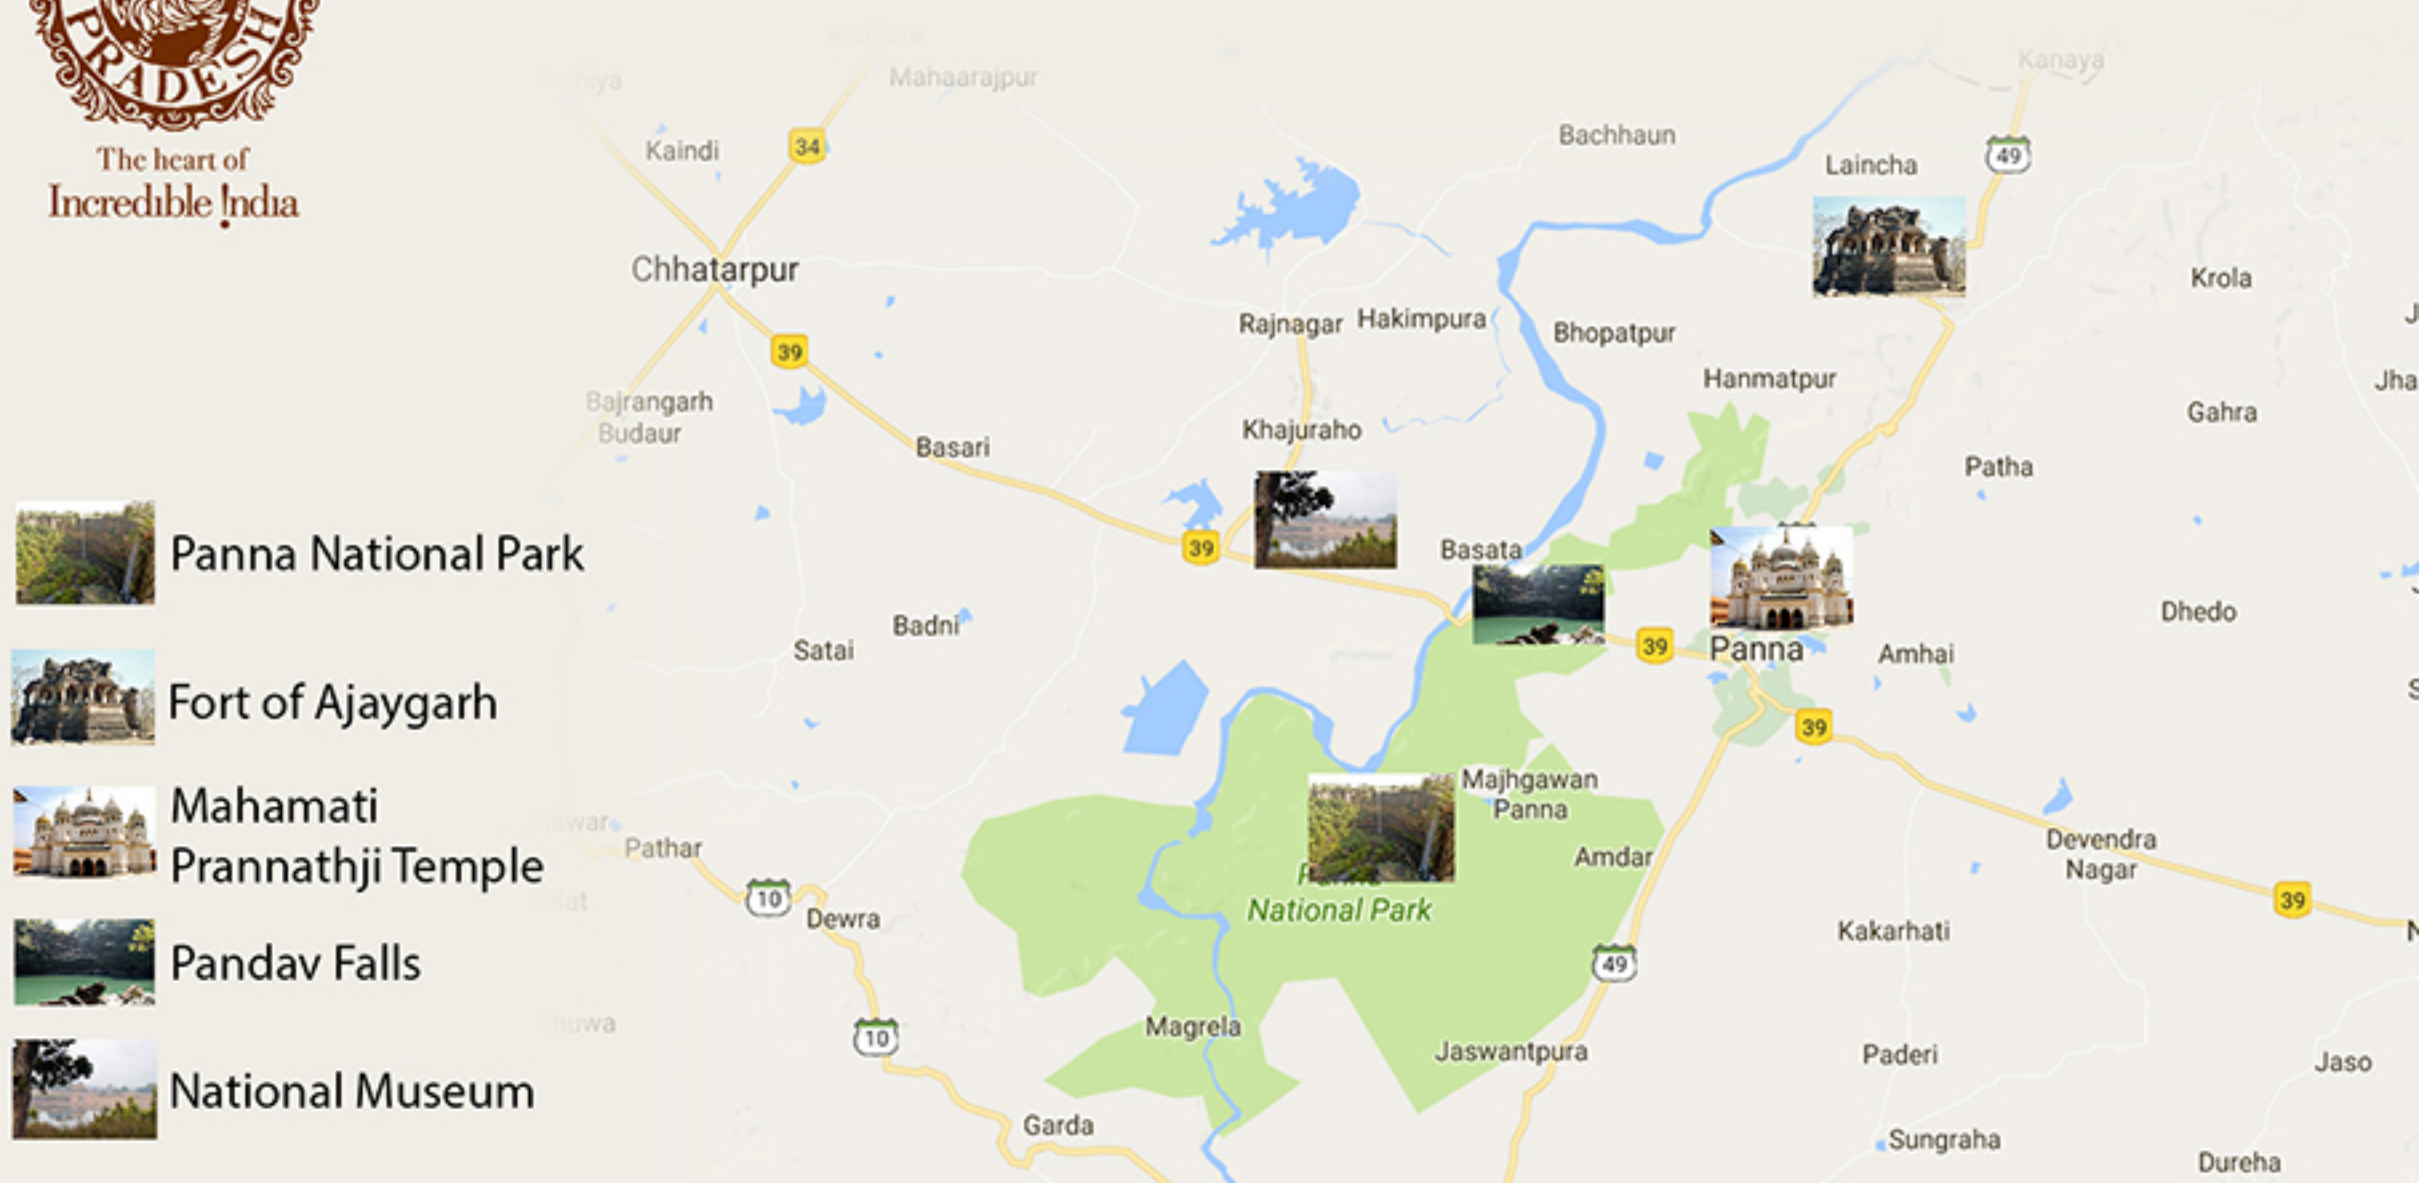 PRADESH
The heart of
Incredible !ndia
Panna National Park
Fort of Ajaygarh
Mahamati
Prannathji Temple
Pandav Falls
National Museum
Mahaarajpur
Kanaya
Kaindi
34
Bachhaun
Laincha
49
Chhatarpur
Krola
39
Rajnagar
Hakimpura
Bhopatpur
Hanmatpur
Bajrangarh
Budaur
Gahra
Khajuraho
Basari
Patha
39
Basata
Dhedo
Badni
Satai
39
Panna
Amhai
39
Majhgawan
Panna
Pathar
Amdar
Devendra
Nagar
10
Dewra
National Park
39
Kakarhati
49
Khuwa
10
Magrela
Jaswantpura
Paderi
Jaso
Garda
Sungraha
Dureha